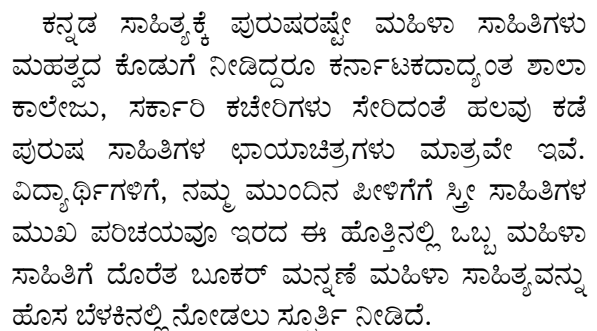 ಕನ್ನಡ ಸಾಹಿತ್ಯಕ್ಕೆ ಪುರುಷರಷ್ಟೇ ಮಹಿಳಾ ಸಾಹಿತಿಗಳು
ಮಹತ್ವದ ಕೊಡುಗೆ ನೀಡಿದ್ದರೂ ಕರ್ನಾಟಕದಾದ್ಯಂತ ಶಾಲಾ
ಕಾಲೇಜು, ಸರ್ಕಾರಿ ಕಚೇರಿಗಳು ಸೇರಿದಂತೆ ಹಲವು ಕಡೆ
ಪುರುಷ ಸಾಹಿತಿಗಳ ಛಾಯಾಚಿತ್ರಗಳು ಮಾತ್ರವೇ ಇವೆ.
ವಿದ್ಯಾರ್ಥಿಗಳಿಗೆ, ನಮ್ಮ ಮುಂದಿನ ಪೀಳಿಗೆಗೆ ಸ್ತ್ರೀ ಸಾಹಿತಿಗಳ
ಮುಖ ಪರಿಚಯವೂ ಇರದ ಈ ಹೊತ್ತಿನಲ್ಲಿ ಒಬ್ಬ ಮಹಿಳಾ
ಸಾಹಿತಿಗೆ ದೊರೆತ ಬೂಕರ್ ಮನ್ನಣೆ ಮಹಿಳಾ ಸಾಹಿತ್ಯವನ್ನು
ಹೊಸ ಬೆಳಕಿನಲ್ಲಿ ನೋಡಲು ಸ್ಫೂರ್ತಿ ನೀಡಿದೆ.